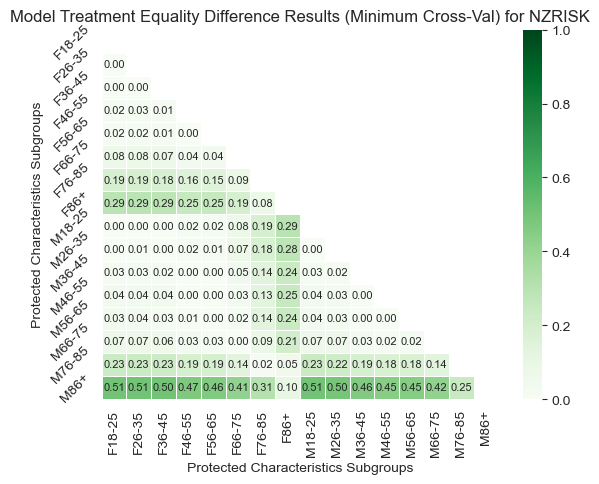 Model Treatment Equality Difference Results (Minimum Cross-Val) for NZRISK
Protected Characteristics Subgroups
F18-25
F26-35 0.00
F36-45 0.00 0.00
F46-55 0.02 0.03 0.01
F56-65 0.02 0.02 0.01 0.00
F66-75 0.08 0.08 0.07 0.04 0.04
F76-85 0.19 0.19 0.18 0.16 0.15 0.09
F86+ 0.29 0.29 0.29 0.25 0.25 0.19 0.08
M18-25 0.00 0.00 0.00 0.02 0.02 0.08 0.19 0.29
M26-35 0.00 0.01 0.00 0.02 0.01 0.07 0.18 0.28 0.00
M36-45 0.03 0.03 0.02 0.00 0.00 0.05 0.14 0.24 0.03 0.02
M46-55 0.04 0.04 0.04 0.00 0.00 0.03 0.13 0.25 0.04 0.03 0.00
M56-65 0.03 0.04 0.03 0.01 0.00 0.02 0.14 0.24 0.04 0.03 0.00 0.00
M66-75 0.07 0.07 0.06 0.03 0.03 0.00 0.09 0.21 0.07 0.07 0.03 0.02 0.02
M76-85 0.23 0.23 0.23 0.19 0.19 0.14 0.02 0.05 0.23 0.22 0.19 0.18 0.18 0.14
M86+ 0.51 0.51 0.50 0.47 0.46 0.41 0.31 0.10 0.51 0.50 0.46 0.45 0.45 0.42 0.25
F18-25 F26-35 F36-45 F46-55 F56-65 F66-75 F76-85 F86+ M18-25 M26-35 M36-45 M46-55 M56-65 M66-75 M76-85 M86+
Protected Characteristics Subgroups
1.0
0.8
0.6
0.4
0.2
0.0